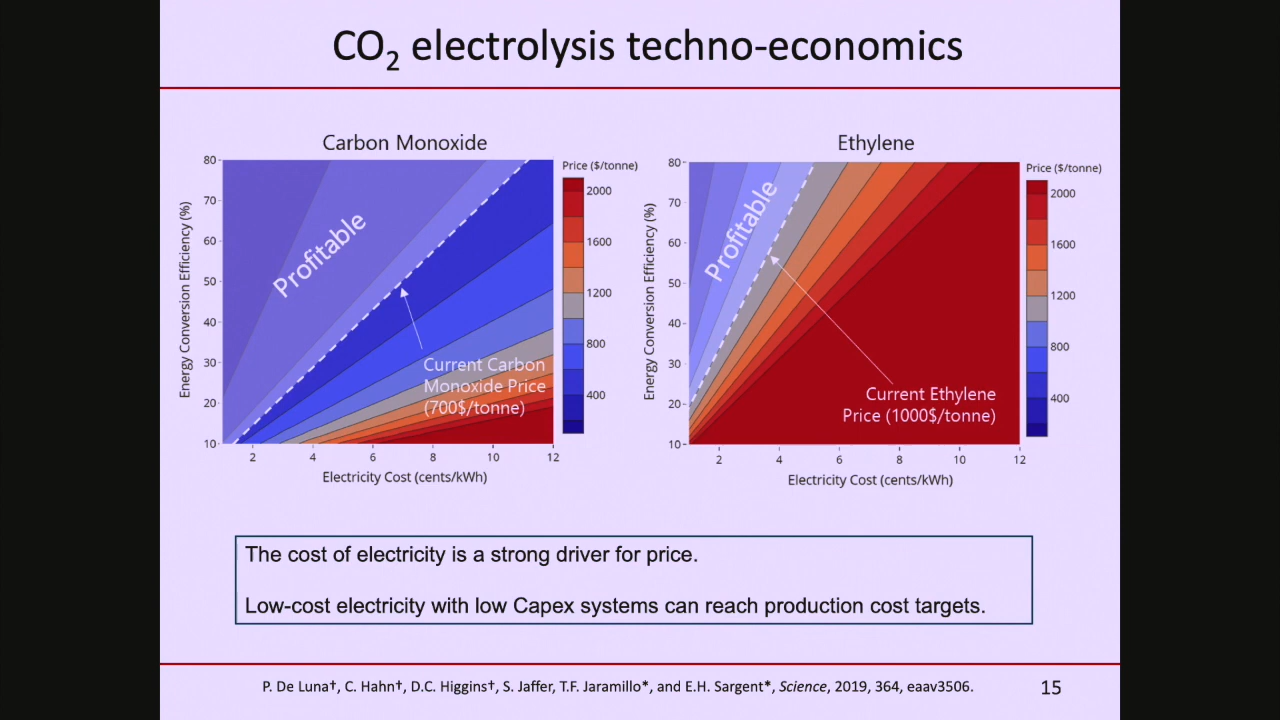 CO₂ electrolysis techno-economics
Carbon Monoxide
Energy Conversion Efficiency (%)
80
70
60
50
40
30
20
10
Profitable
Current Carbon
Monoxide Price
(700$/tonne)
2
4
6
8
10
12
Electricity Cost (cents/kWh)
Price ($/tonne)
2000
1600
1200
800
400
Ethylene
Energy Conversion Efficiency (%)
80
70
60
50
40
30
20
10
Profitable
Current Ethylene
Price (1000$/tonne)
2
4
6
8
10
12
Electricity Cost (cents/kWh)
Price ($/tonne)
2000
1600
1200
800
400
The cost of electricity is a strong driver for price.
Low-cost electricity with low Capex systems can reach production cost targets.
P. De Luna†, C. Hahn†, D.C. Higgins†, S. Jaffer, T.F. Jaramillo*, and E.H. Sargent*, Science, 2019, 364, eaav3506.
15